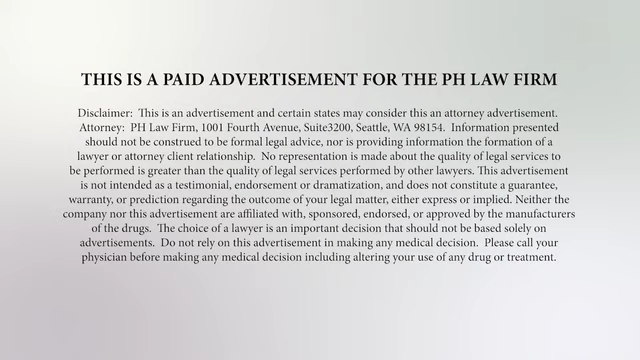 THIS IS A PAID ADVERTISEMENT FOR THE PH LAW FIRM
Disclaimer: This is an advertisement and certain states may consider this an attorney advertisement.
Attorney: PH Law Firm, 1001 Fourth Avenue, Suite3200, Seattle, WA 98154. Information presented
should not be construed to be formal legal advice, nor is providing information the formation of a
lawyer or attorney client relationship. No representation is made about the quality of legal services to
be performed is greater than the quality of legal services performed by other lawyers. This advertisement
is not intended as a testimonial, endorsement or dramatization, and does not constitute a guarantee,
warranty, or prediction regarding the outcome of your legal matter, either express or implied. Neither the
company nor this advertisement are affiliated with, sponsored, endorsed, or approved by the manufacturers
of the drugs. The choice of a lawyer is an important decision that should not be based solely on
advertisements. Do not rely on this advertisement in making any medical decision. Please call your
physician before making any medical decision including altering your use of any drug or treatment.